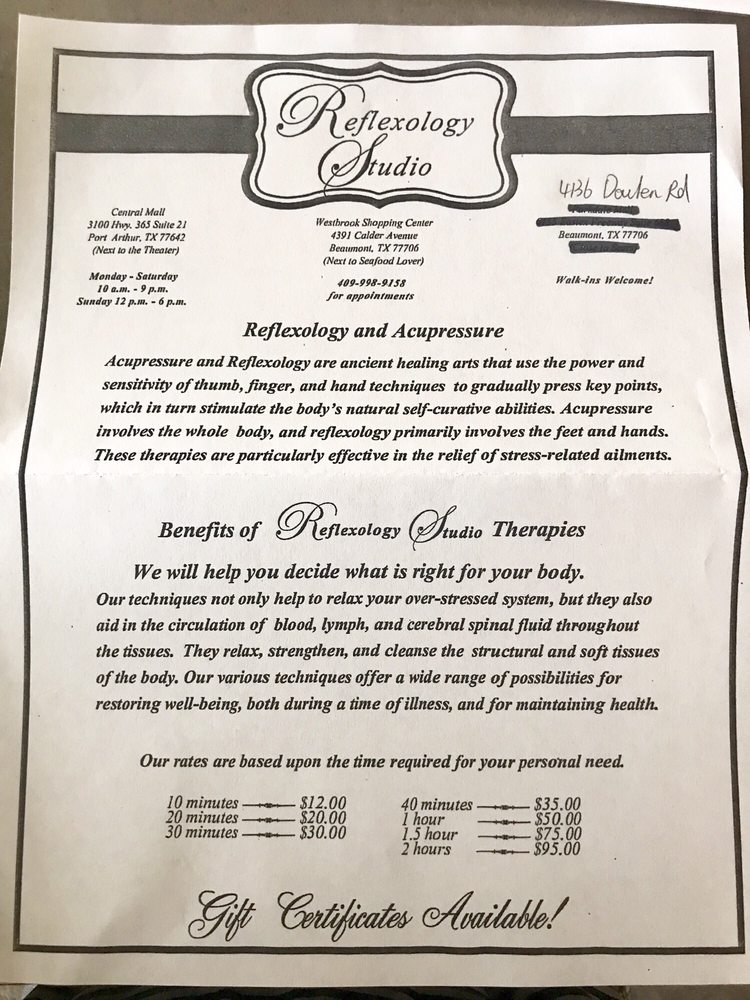 Reflexology
Studio
Central Mall
3100 Hwy. 365 Suite 21
Port Arthur, TX 77642
(Next to the Theater)
Monday - Saturday
10 a.m. - 9 p.m.
Sunday 12 p.m. - 6 p.m.
Westbrook Shopping Center
4391 Calder Avenue
Beaumont, TX 77706
(Next to Seafood Lover)
409-998-9158
for appointments
4136 Dowlen Rd
Beaumont, TX 77706
Walk-ins Welcome!
Reflexology and Acupressure
Acupressure and Reflexology are ancient healing arts that use the power and
sensitivity of thumb, finger, and hand techniques to gradually press key points,
which in turn stimulate the body's natural self-curative abilities. Acupressure
involves the whole body, and reflexology primarily involves the feet and hands.
These therapies are particularly effective in the relief of stress-related ailments.
Benefits of Reflexology Studio Therapies
We will help you decide what is right for your body.
Our techniques not only help to relax your over-stressed system, but they also
aid in the circulation of blood, lymph, and cerebral spinal fluid throughout
the tissues. They relax, strengthen, and cleanse the structural and soft tissues
of the body. Our various techniques offer a wide range of possibilities for
restoring well-being, both during a time of illness, and for maintaining health.
Our rates are based upon the time required for your personal need.
10 minutes $12.00
20 minutes $20.00
30 minutes $30.00
40 minutes $35.00
1 hour $50.00
1.5 hour $75.00
2 hours $95.00
Gift Certificates Available!